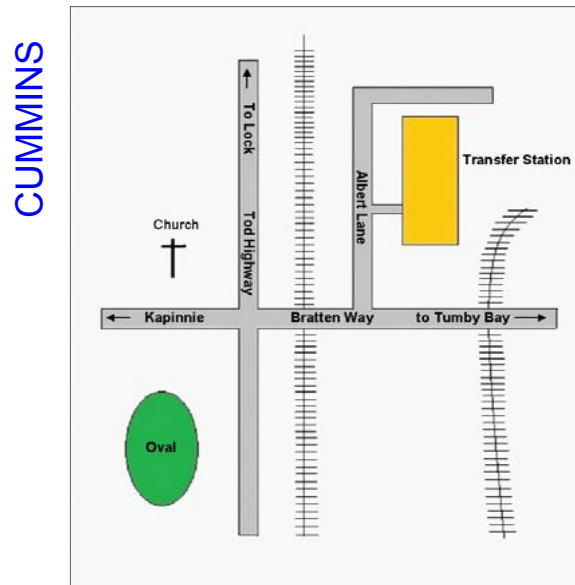 CUMMINS
To Lock
Transfer Station
Albert Lane
Church
Tod Highway
Kapinnie
Bratten Way
to Tumby Bay
Oval